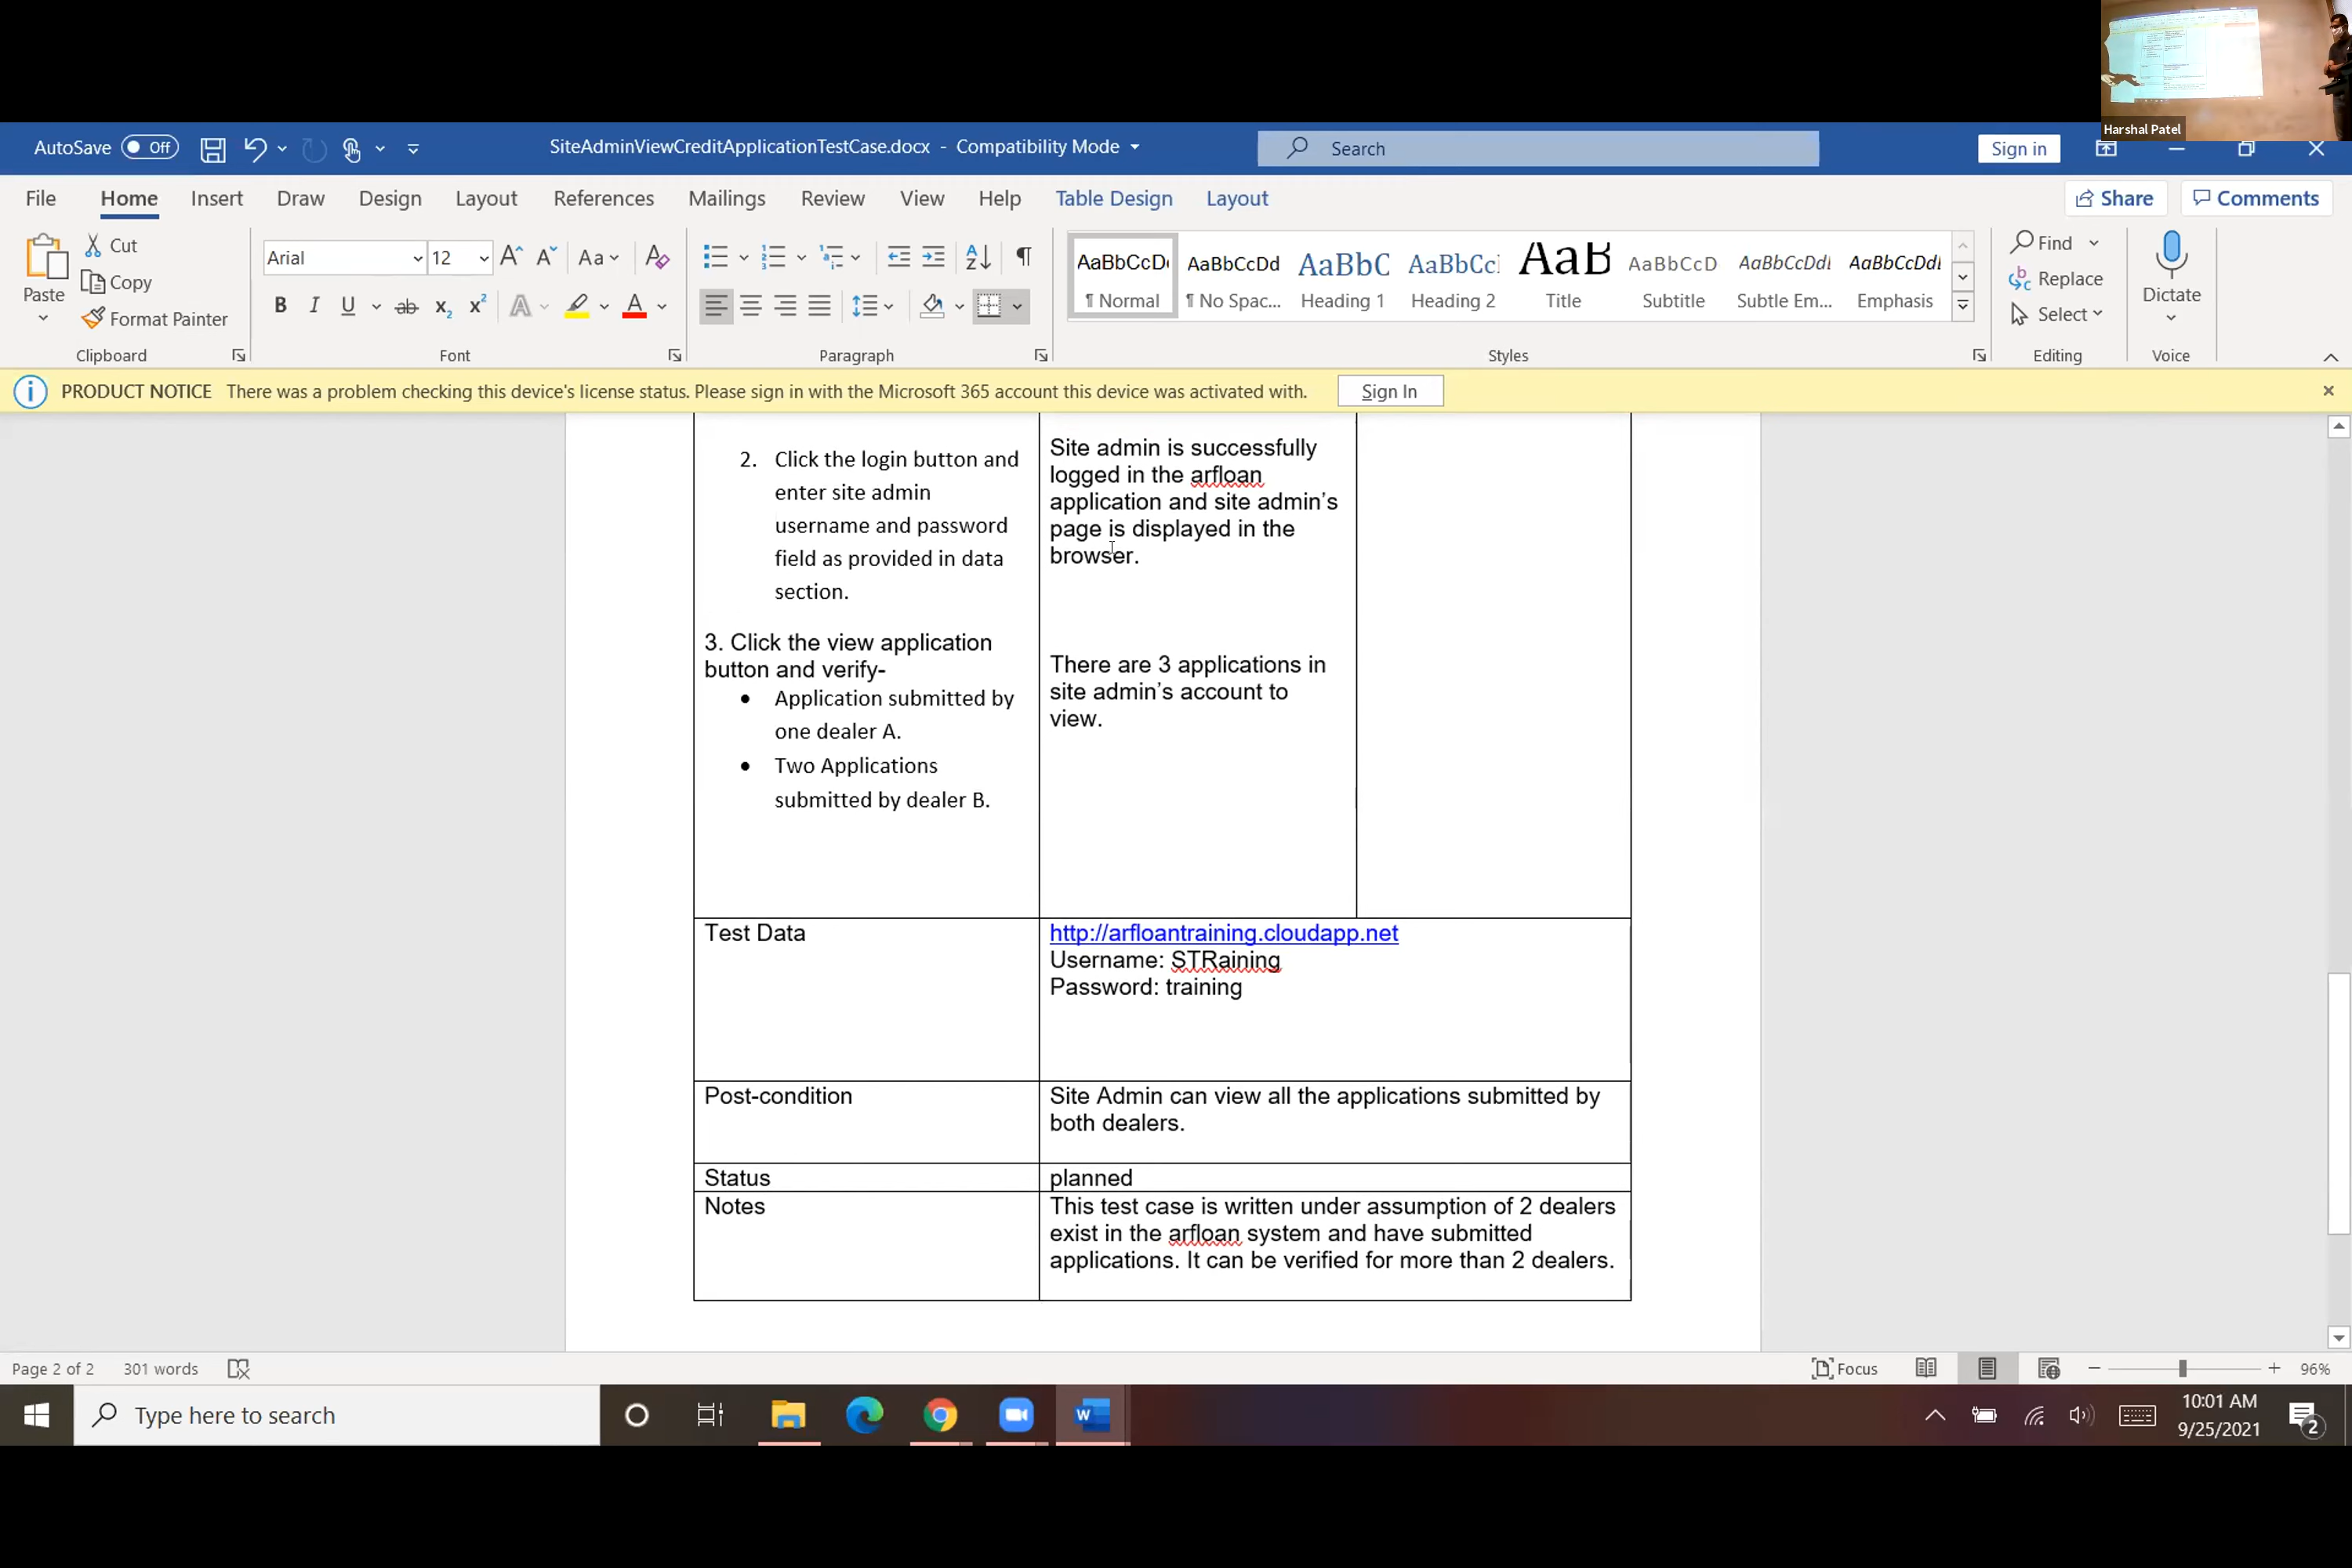 Harshal Patel
AutoSave Off SiteAdminViewCreditApplicationTestCase.docx - Compatibility Mode Search Sign in
File Home Insert Draw Design Layout References Mailings Review View Help Table Design Layout Share Comments
Paste
Cut
Copy
Format Painter
Clipboard
Arial 12
Aa
B I U ab x₂ x² A A
Font
Paragraph
AaBbCcDd AaBbCcDd AaBbC AaBbCc AaB AaBbCcD AaBbCcDd AaBbCcDd
¶ Normal ¶ No Spac... Heading 1 Heading 2 Title Subtitle Subtle Em... Emphasis
Styles
Find
Replace
Select
Editing
Dictate
Voice
PRODUCT NOTICE There was a problem checking this device's license status. Please sign in with the Microsoft 365 account this device was activated with. Sign In
2. Click the login button and
enter site admin
username and password
field as provided in data
section.
3. Click the view application
button and verify-
• Application submitted by
one dealer A.
• Two Applications
submitted by dealer B.
Site admin is successfully
logged in the arfloan
application and site admin’s
page is displayed in the
browser.
There are 3 applications in
site admin’s account to
view.
Test Data
http://arfloantraining.cloudapp.net
Username: STRaining
Password: training
Post-condition
Site Admin can view all the applications submitted by
both dealers.
Status planned
Notes
This test case is written under assumption of 2 dealers
exist in the arfloan system and have submitted
applications. It can be verified for more than 2 dealers.
Page 2 of 2 301 words Focus 96%
Type here to search
10:01 AM
9/25/2021
2